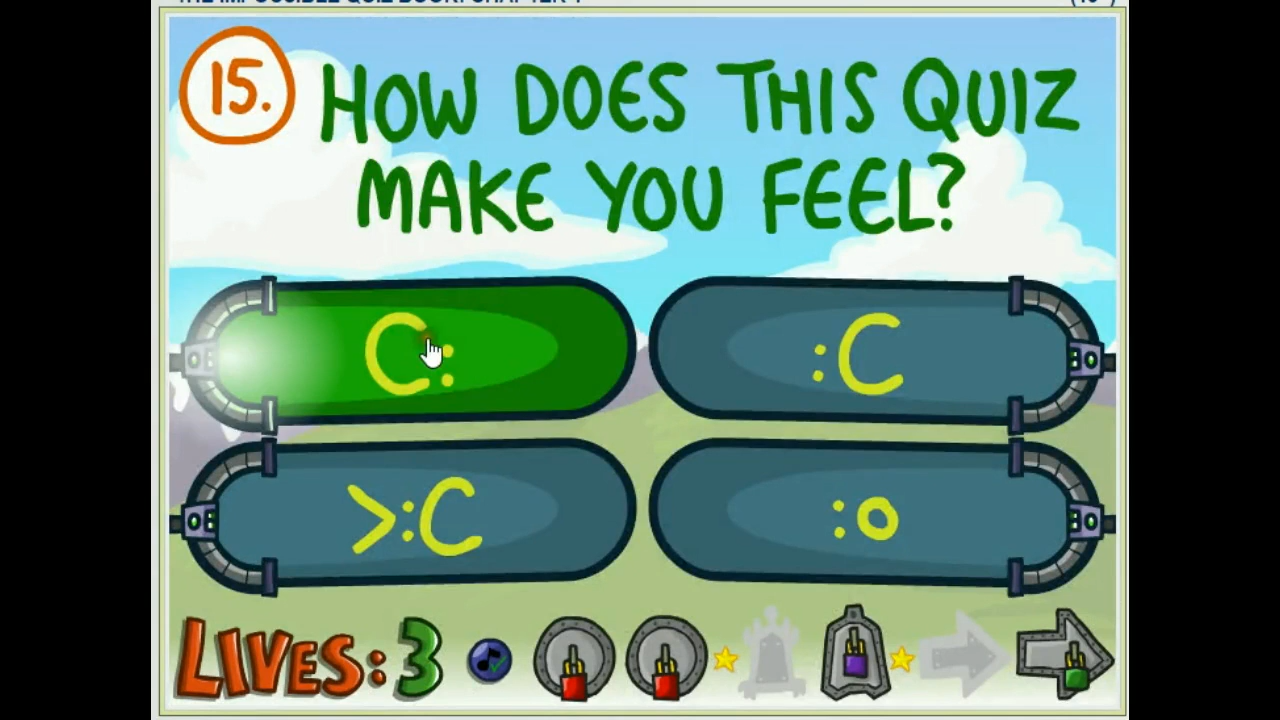 15. HOW DOES THIS QUIZ
MAKE YOU FEEL?
C: :C
>:C :o
LIVES: 3